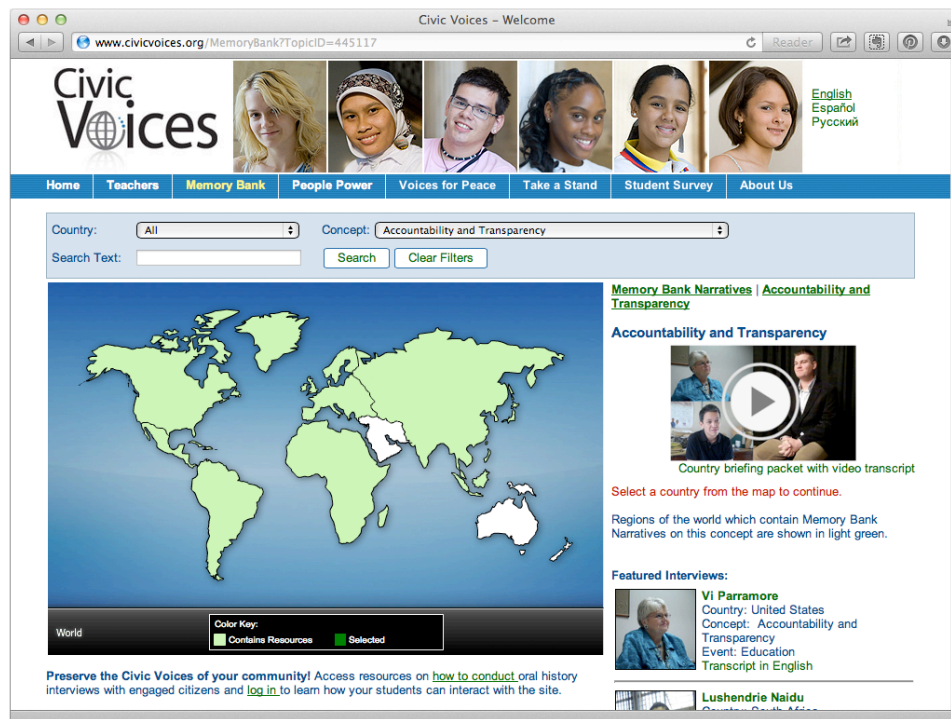 Civic Voices – Welcome
www.civicvoices.org/MemoryBank?TopicID=445117
Reader
Civic
Voices
English
Español
Русский
Home Teachers Memory Bank People Power Voices for Peace Take a Stand Student Survey About Us
Country: All Concept: Accountability and Transparency
Search Text: Search Clear Filters
Memory Bank Narratives | Accountability and
Transparency
Accountability and Transparency
Country briefing packet with video transcript
Select a country from the map to continue.
Regions of the world which contain Memory Bank
Narratives on this concept are shown in light green.
Featured Interviews:
Vi Parramore
Country: United States
Concept: Accountability and
Transparency
Event: Education
Transcript in English
Lushendrie Naidu
Country: South Africa
World
Color Key:
Contains Resources Selected
Preserve the Civic Voices of your community! Access resources on how to conduct oral history
interviews with engaged citizens and log in to learn how your students can interact with the site.